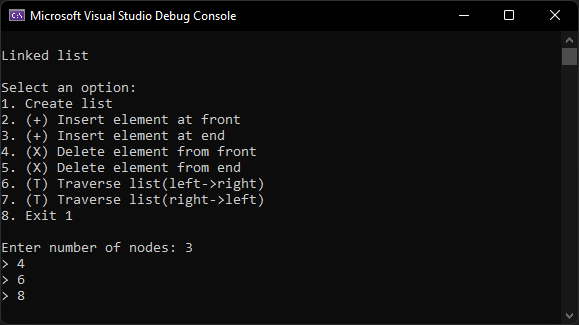 Microsoft Visual Studio Debug Console
Linked list
Select an option:
1. Create list
2. (+) Insert element at front
3. (+) Insert element at end
4. (X) Delete element from front
5. (X) Delete element from end
6. (T) Traverse list(left->right)
7. (T) Traverse list(right->left)
8. Exit 1
Enter number of nodes: 3
> 4
> 6
> 8